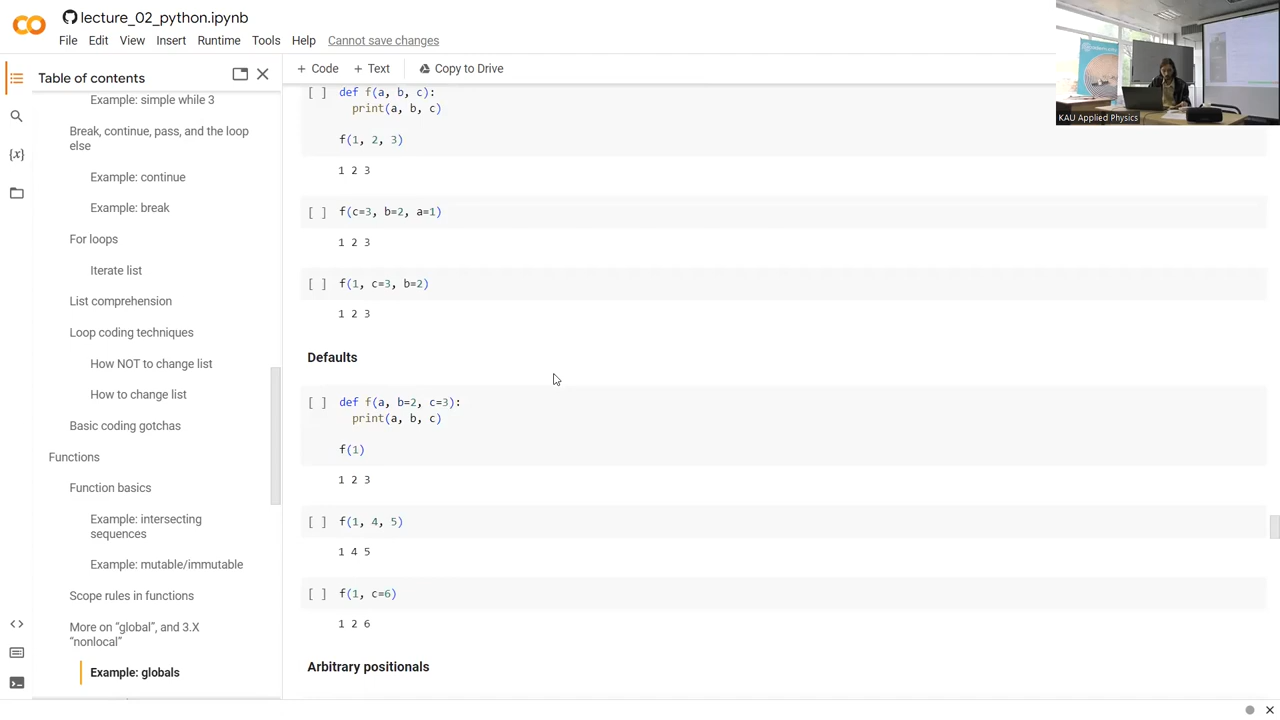 lecture_02_python.ipynb
File Edit View Insert Runtime Tools Help Cannot save changes
Table of contents
Example: simple while 3
Break, continue, pass, and the loop
else
Example: continue
Example: break
For loops
Iterate list
List comprehension
Loop coding techniques
How NOT to change list
How to change list
Basic coding gotchas
Functions
Function basics
Example: intersecting
sequences
Example: mutable/immutable
Scope rules in functions
More on “global”, and 3.X
“nonlocal”
Example: globals
+ Code + Text Copy to Drive
[ ] def f(a, b, c):
print(a, b, c)
f(1, 2, 3)
1 2 3
[ ] f(c=3, b=2, a=1)
1 2 3
[ ] f(1, c=3, b=2)
1 2 3
Defaults
[ ] def f(a, b=2, c=3):
print(a, b, c)
f(1)
1 2 3
[ ] f(1, 4, 5)
1 4 5
[ ] f(1, c=6)
1 2 6
Arbitrary positionals
KAU Applied Physics